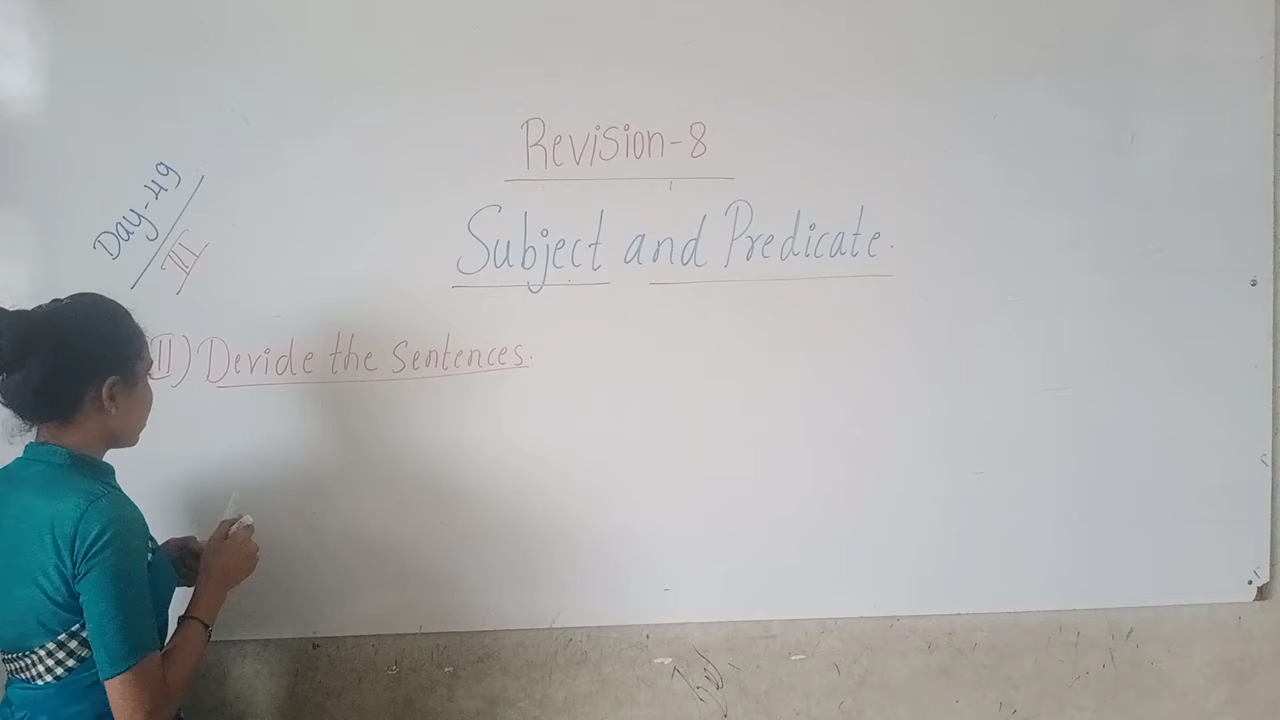 Revision-8
Day-49
II
Subject and Predicate.
II) Devide the Sentences.